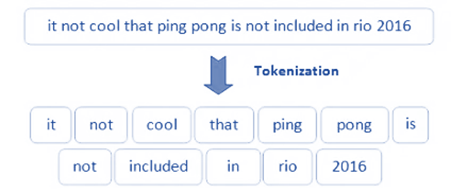 it not cool that ping pong is not included in rio 2016
Tokenization
it not cool that ping pong is
not included in rio 2016